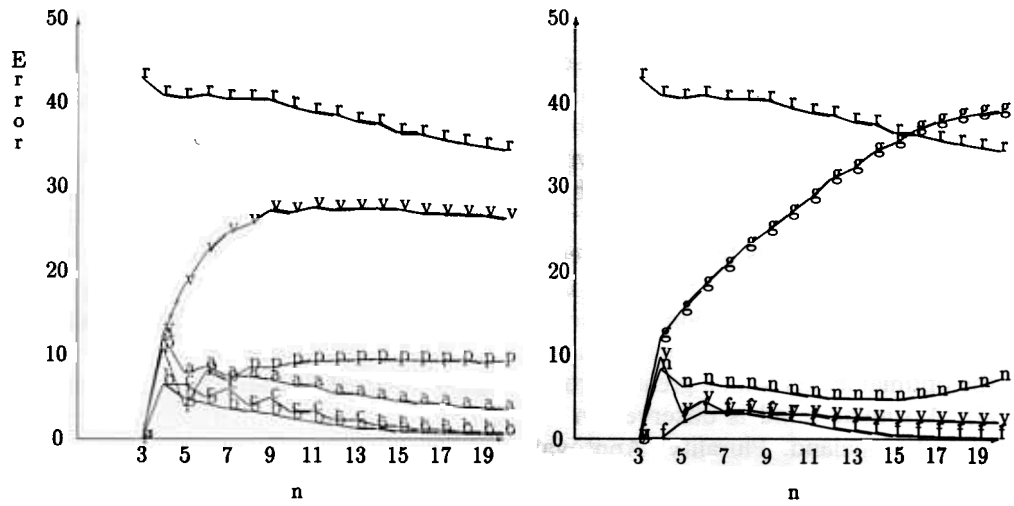 Error
50
40
30
20
10
0
3 5 7 9 11 13 15 17 19
n
r r r r r r r r r r r r r r r r r r
v v v v v v v v v v v v v
p p p p p p p p p p p p p
a a a a a a a a a a a
50
40
30
20
10
0
3 5 7 9 11 13 15 17 19
n
r r r r r r r r r r r r r r r r r
g g g g g g g g g g g g g g g g g
n n n n n n n n n n n n n n n n n